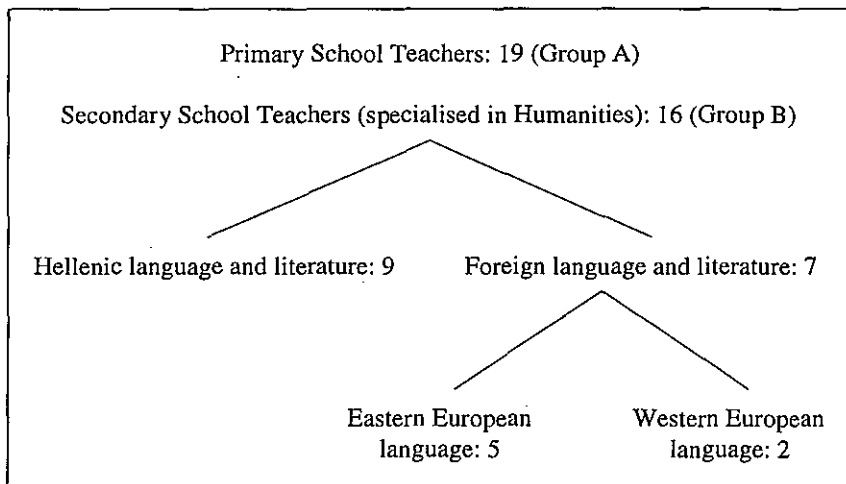 Primary School Teachers: 19 (Group A)
Secondary School Teachers (specialised in Humanities): 16 (Group B)
Hellenic language and literature: 9
Foreign language and literature: 7
Eastern European
language: 5
Western European
language: 2